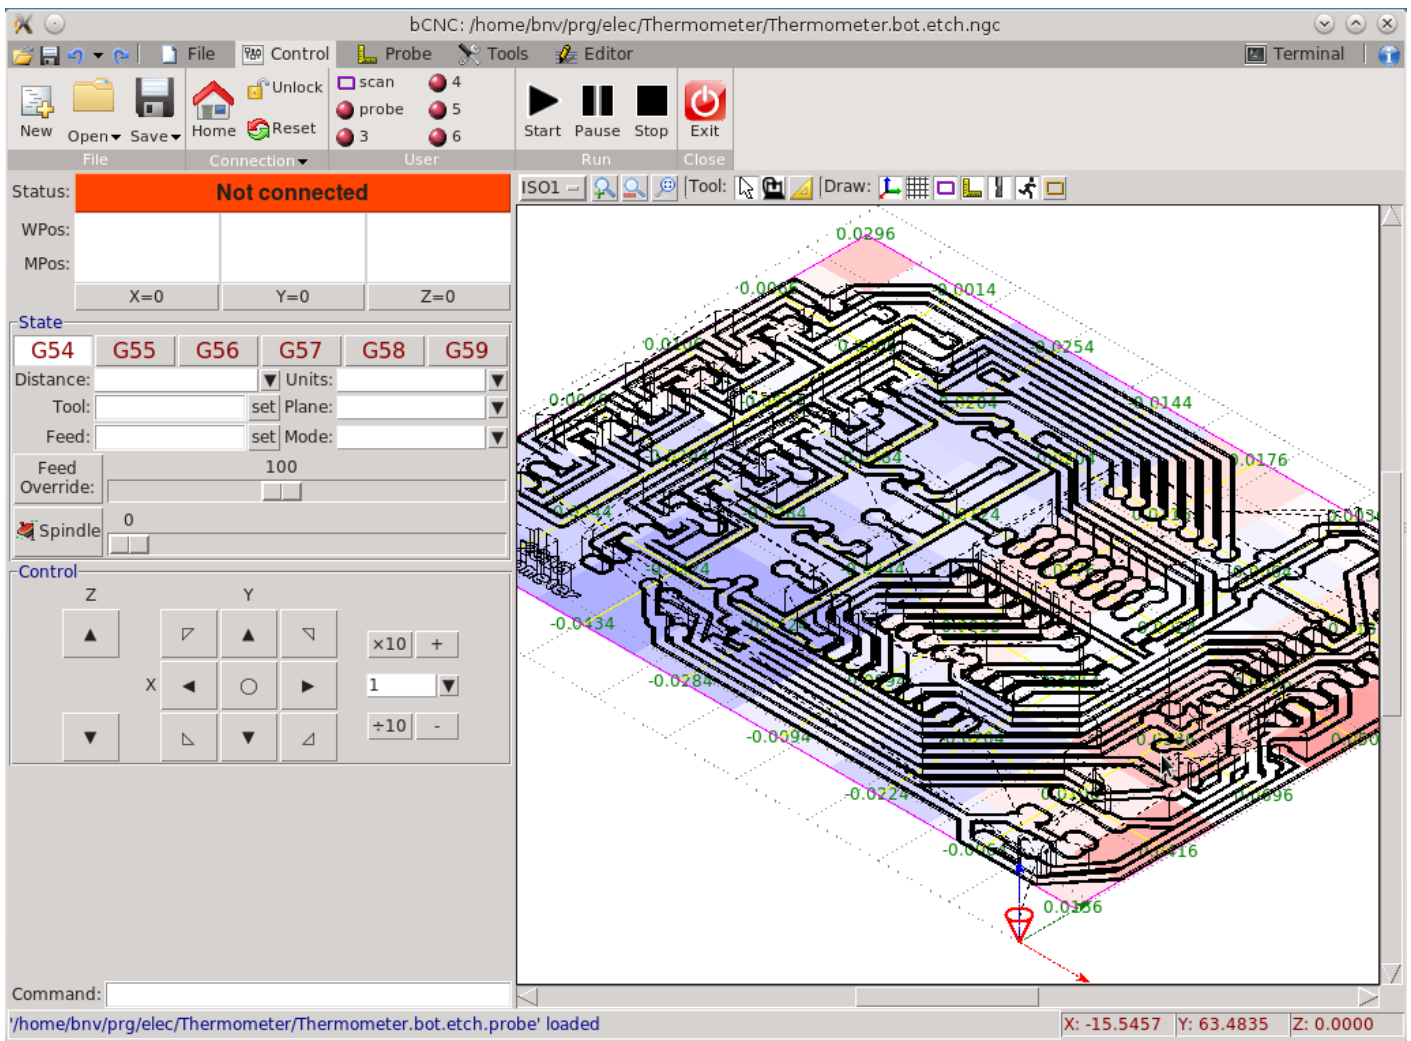 bCNC: /home/bnv/prg/elec/Thermometer/Thermometer.bot.etch.ngc
File Control Probe Tools Editor Terminal
New Open Save Home Unlock Reset scan probe 3 4 5 6 Start Pause Stop Exit
File Connection User Run Close
Status: Not connected
ISO1 Tool: Draw:
WPos:
MPos:
X=0 Y=0 Z=0
State
G54 G55 G56 G57 G58 G59
Distance: Units:
Tool: set Plane:
Feed: set Mode:
Feed Override: 100
Spindle 0
Control
Z Y
×10 +
X 1
÷10 -
0.0296
-0.0014
-0.0254
-0.0144
0.0176
-0.0434
-0.0284
-0.0094
-0.0224
Command:
'/home/bnv/prg/elec/Thermometer/Thermometer.bot.etch.probe' loaded
X: -15.5457 Y: 63.4835 Z: 0.0000